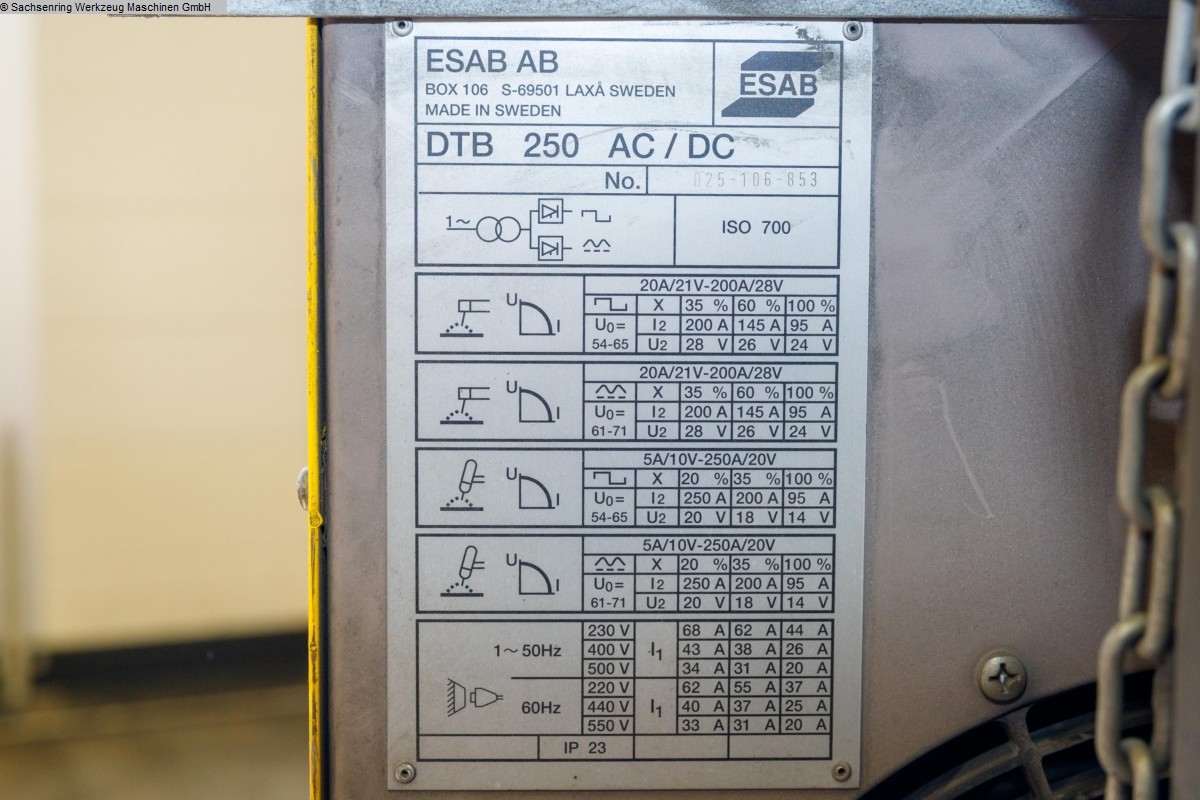 © Sachsenring Werkzeug Maschinen GmbH
ESAB AB
BOX 106 S-69501 LAXÅ SWEDEN
MADE IN SWEDEN
ESAB
DTB 250 AC / DC
No. 025-106-853
1~
ISO 700
20A/21V-200A/28V
U I X 35 % 60 % 100 %
U0= I2 200 A 145 A 95 A
54-65 U2 28 V 26 V 24 V
20A/21V-200A/28V
U I X 35 % 60 % 100 %
U0= I2 200 A 145 A 95 A
61-71 U2 28 V 26 V 24 V
5A/10V-250A/20V
U I X 20 % 35 % 100 %
U0= I2 250 A 200 A 95 A
54-65 U2 20 V 18 V 14 V
5A/10V-250A/20V
U I X 20 % 35 % 100 %
U0= I2 250 A 200 A 95 A
61-71 U2 20 V 18 V 14 V
230 V 68 A 62 A 44 A
1~ 50Hz 400 V I1 43 A 38 A 26 A
500 V 34 A 31 A 20 A
220 V 62 A 55 A 37 A
60Hz 440 V I1 40 A 37 A 25 A
550 V 33 A 31 A 20 A
IP 23